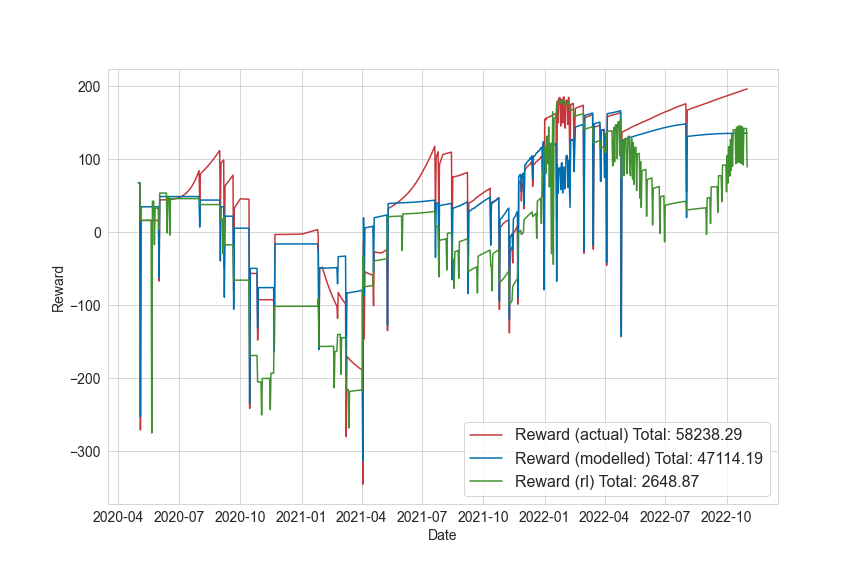 200
100
0
−100
−200
−300
Reward
Reward (actual) Total: 58238.29
Reward (modelled) Total: 47114.19
Reward (rl) Total: 2648.87
2020-04 2020-07 2020-10 2021-01 2021-04 2021-07 2021-10 2022-01 2022-04 2022-07 2022-10
Date